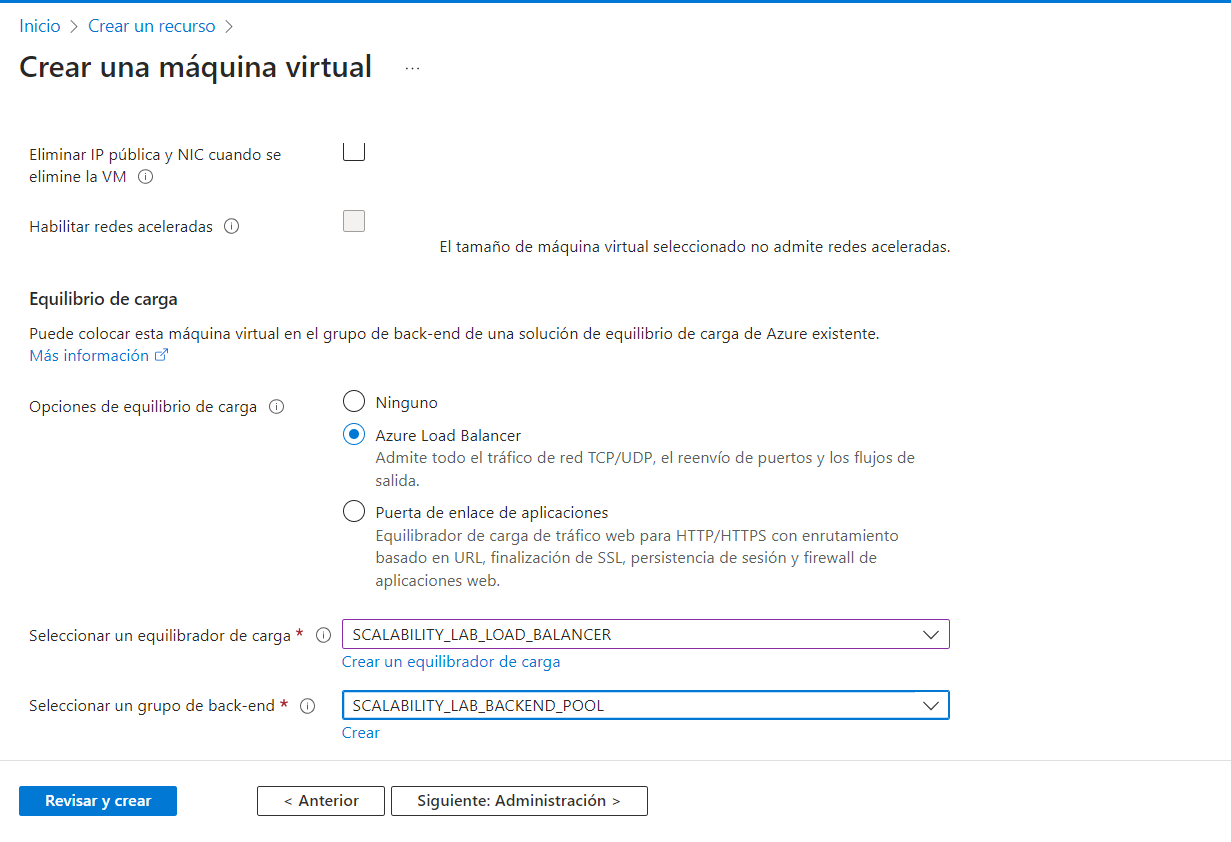 Inicio > Crear un recurso >
Crear una máquina virtual ...
Eliminar IP pública y NIC cuando se
elimine la VM
Habilitar redes aceleradas
El tamaño de máquina virtual seleccionado no admite redes aceleradas.
Equilibrio de carga
Puede colocar esta máquina virtual en el grupo de back-end de una solución de equilibrio de carga de Azure existente.
Más información
Opciones de equilibrio de carga
Ninguno
Azure Load Balancer
Admite todo el tráfico de red TCP/UDP, el reenvío de puertos y los flujos de
salida.
Puerta de enlace de aplicaciones
Equilibrador de carga de tráfico web para HTTP/HTTPS con enrutamiento
basado en URL, finalización de SSL, persistencia de sesión y firewall de
aplicaciones web.
Seleccionar un equilibrador de carga * SCALABILITY_LAB_LOAD_BALANCER
Crear un equilibrador de carga
Seleccionar un grupo de back-end * SCALABILITY_LAB_BACKEND_POOL
Crear
Revisar y crear < Anterior Siguiente: Administración >